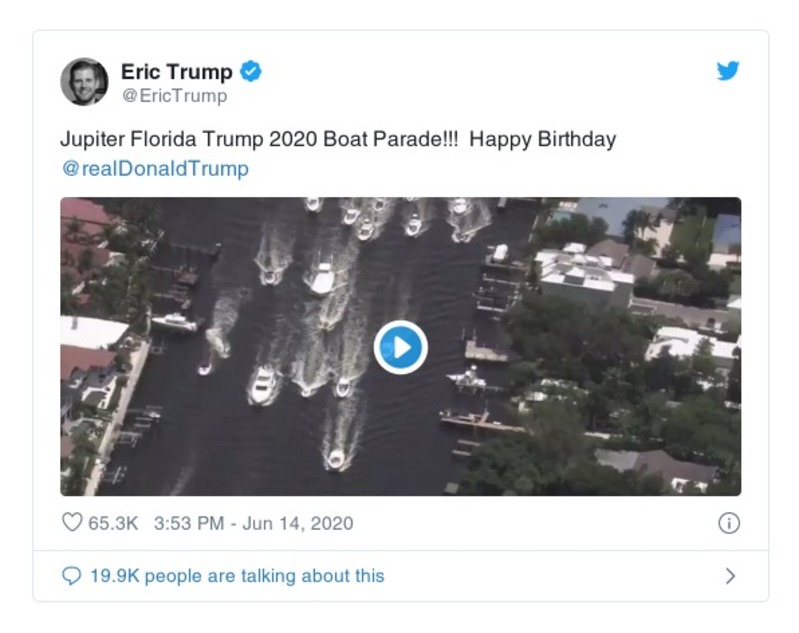 Eric Trump
@EricTrump
Jupiter Florida Trump 2020 Boat Parade!!! Happy Birthday
@realDonaldTrump
65.3K 3:53 PM - Jun 14, 2020
19.9K people are talking about this